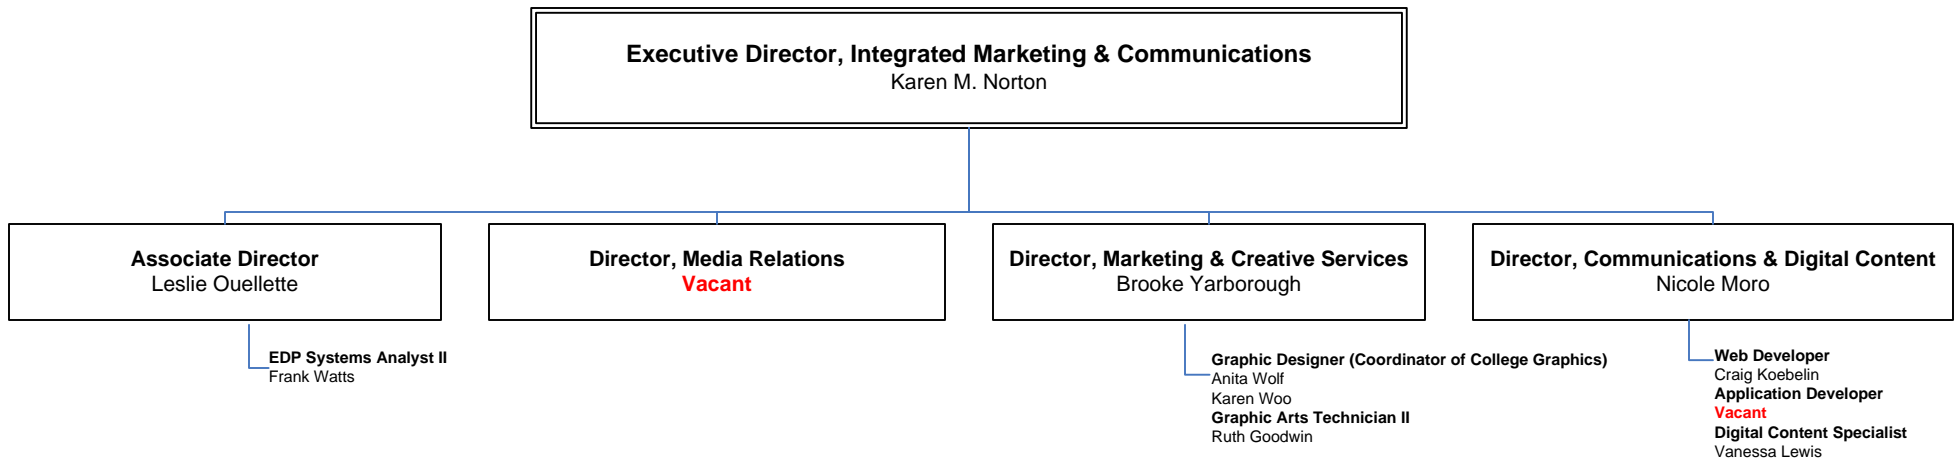 Executive Director, Integrated Marketing & Communications
Karen M. Norton
Associate Director
Leslie Ouellette
Director, Media Relations
Vacant
Director, Marketing & Creative Services
Brooke Yarborough
Director, Communications & Digital Content
Nicole Moro
EDP Systems Analyst II
Frank Watts
Graphic Designer (Coordinator of College Graphics)
Anita Wolf
Karen Woo
Graphic Arts Technician II
Ruth Goodwin
Web Developer
Craig Koebelin
Application Developer
Vacant
Digital Content Specialist
Vanessa Lewis